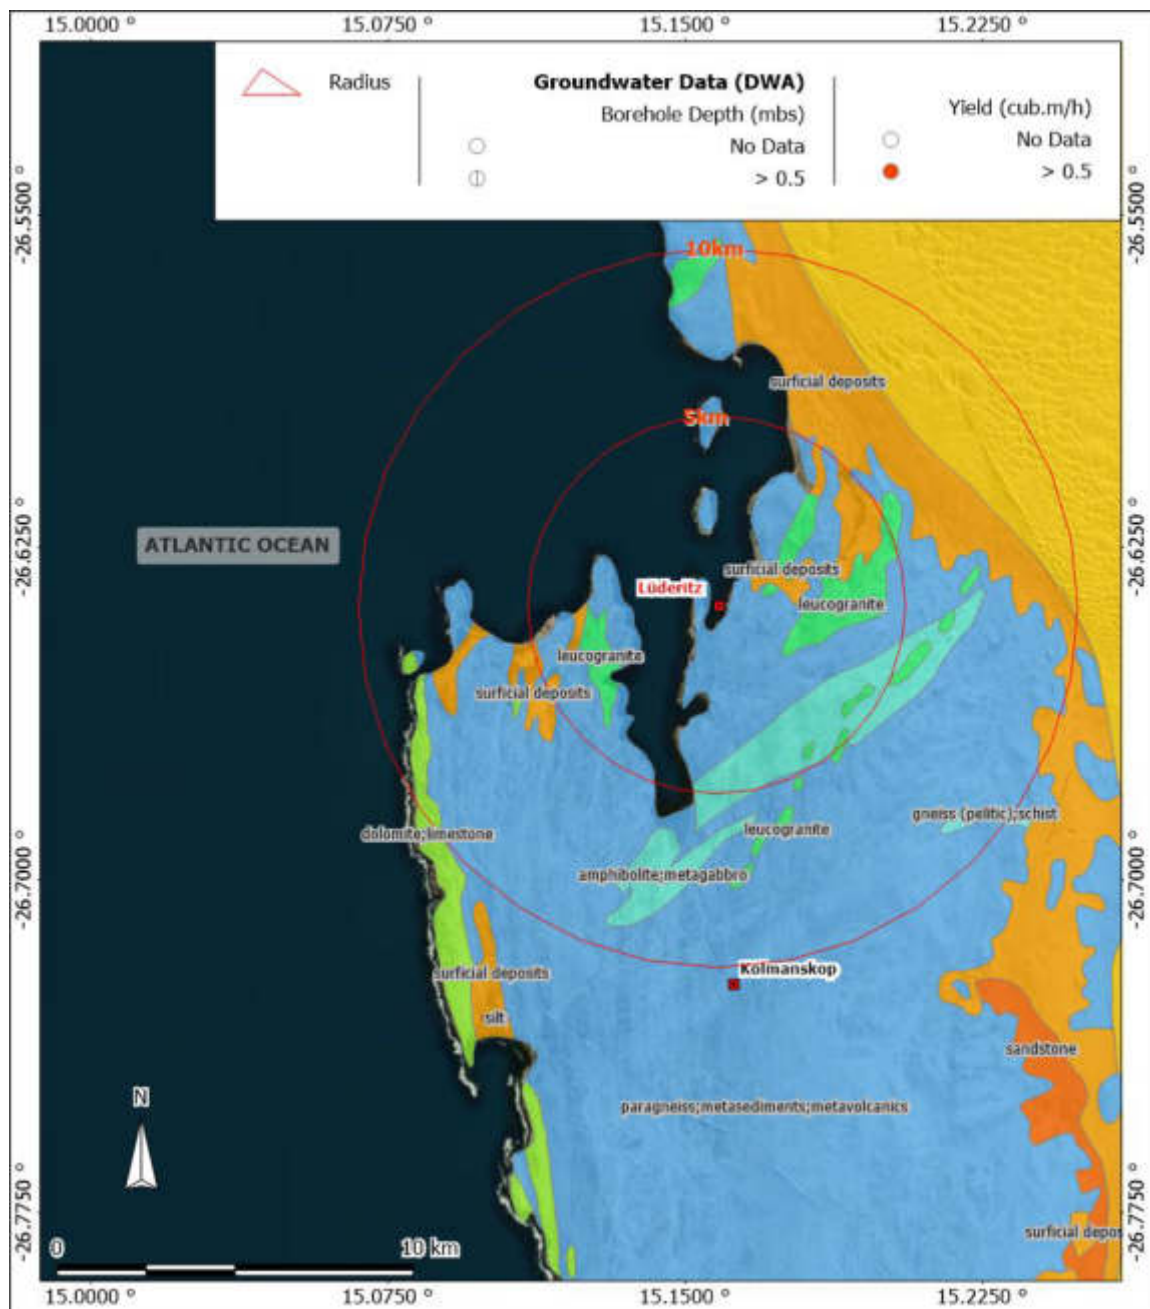 15.0000 °
15.0750 °
15.1500 °
15.2250 °
Radius
Groundwater Data (DWA)
Borehole Depth (mbs)
No Data
> 0.5
Yield (cub.m/h)
No Data
> 0.5
-26.5500 °
-26.5500 °
10km
surficial deposits
5km
-26.6250 °
-26.6250 °
ATLANTIC OCEAN
surficial deposits
Lüderitz
leucogranite
leucogranite
surficial deposits
gneiss (pelitic);schist
dolomite;limestone
leucogranite
amphibolite;metagabbro
-26.7000 °
-26.7000 °
Kolmanskop
surficial deposits
silt
sandstone
N
paragneiss;metasediments;metavolcanics
-26.7750 °
-26.7750 °
surficial depos
0
10 km
15.0000 °
15.0750 °
15.1500 °
15.2250 °